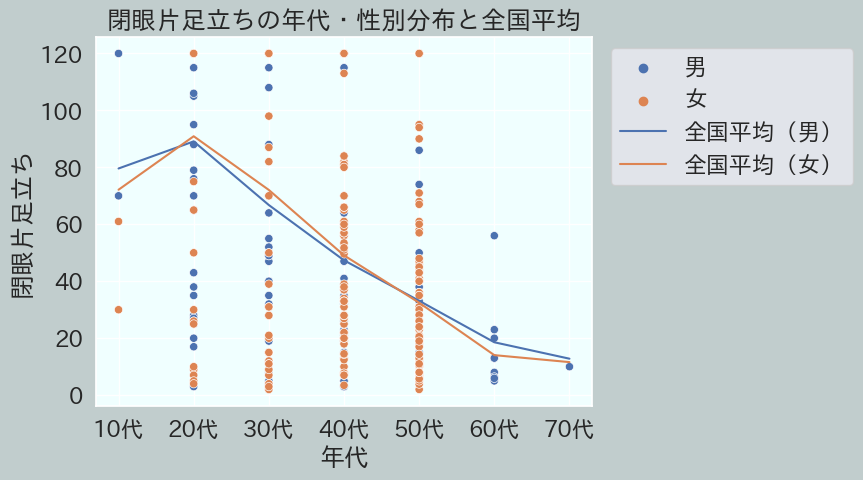 閉眼片足立ちの年代・性別分布と全国平均
閉眼片足立ち
120
100
80
60
40
20
0
10代 20代 30代 40代 50代 60代 70代
年代
男
女
全国平均（男）
全国平均（女）